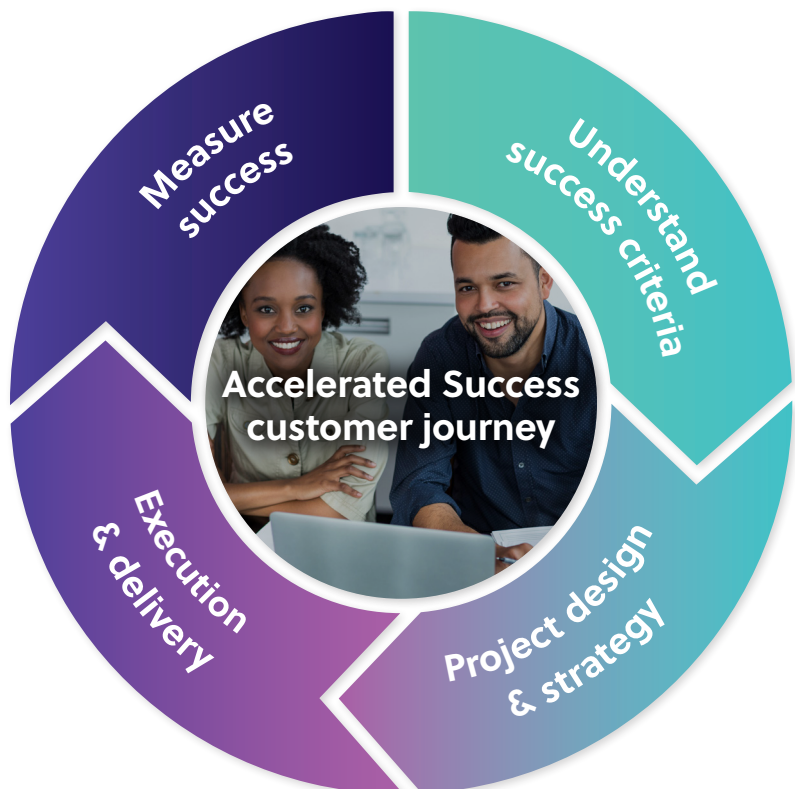 Understand
success criteria
Project design
& strategy
Execution
& delivery
Measure
success
Accelerated Success
customer journey